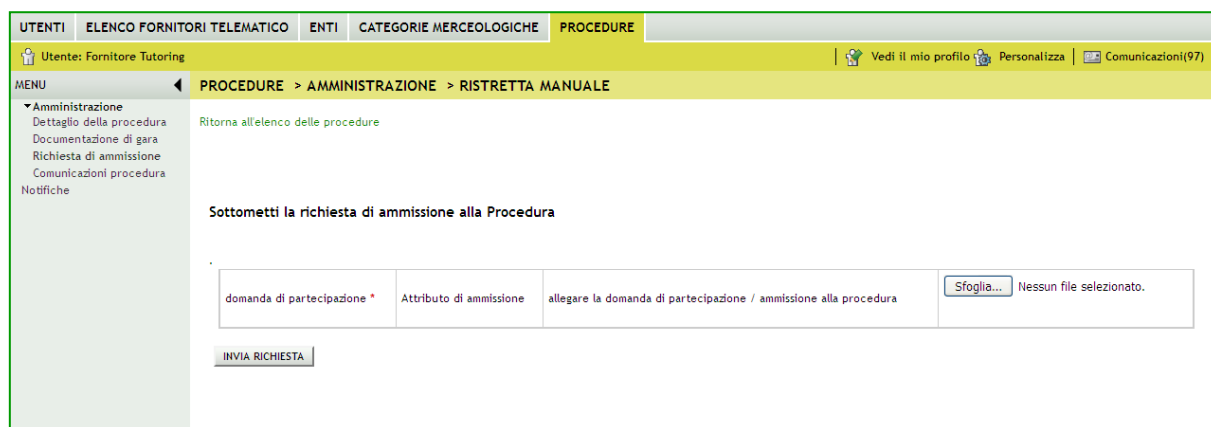 UTENTI ELENCO FORNITORI TELEMATICO ENTI CATEGORIE MERCEOLOGICHE PROCEDURE
Utente: Fornitore Tutoring Vedi il mio profilo Personalizza Comunicazioni(97)
MENU
Amministrazione
Dettaglio della procedura
Documentazione di gara
Richiesta di ammissione
Comunicazioni procedura
Notifiche
PROCEDURE > AMMINISTRAZIONE > RISTRETTA MANUALE
Ritorna all'elenco delle procedure
Sottometti la richiesta di ammissione alla Procedura
.
domanda di partecipazione * Attributo di ammissione allegare la domanda di partecipazione / ammissione alla procedura Sfoglia... Nessun file selezionato.
INVIA RICHIESTA